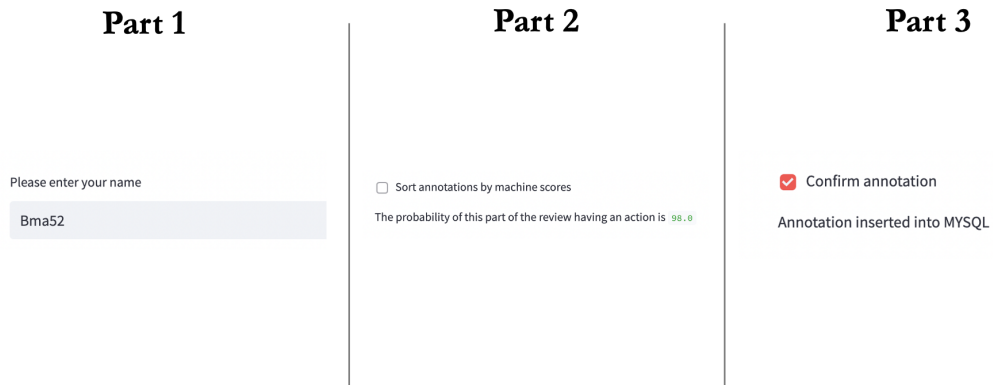 Part 1
Please enter your name
Bma52
Part 2
Sort annotations by machine scores
The probability of this part of the review having an action is 98.0
Part 3
Confirm annotation
Annotation inserted into MYSQL